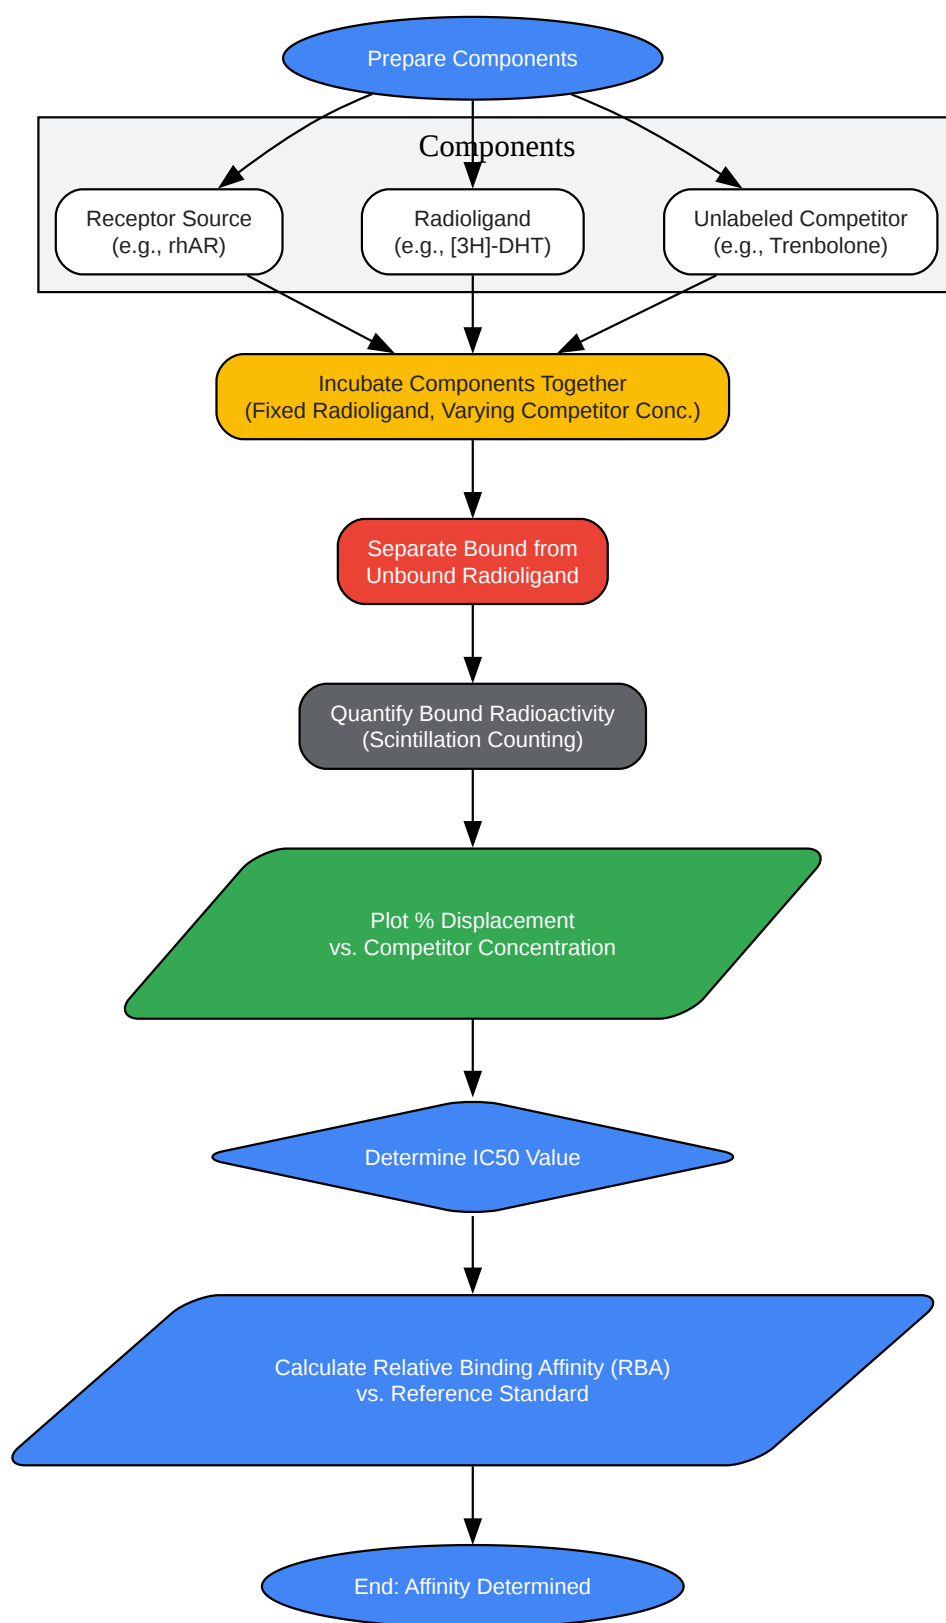 Prepare Components
Components
Receptor Source
(e.g., rhAR)
Radioligand
(e.g., [3H]-DHT)
Unlabeled Competitor
(e.g., Trenbolone)
Incubate Components Together
(Fixed Radioligand, Varying Competitor Conc.)
Separate Bound from
Unbound Radioligand
Quantify Bound Radioactivity
(Scintillation Counting)
Plot % Displacement
vs. Competitor Concentration
Determine IC50 Value
Calculate Relative Binding Affinity (RBA)
vs. Reference Standard
End: Affinity Determined